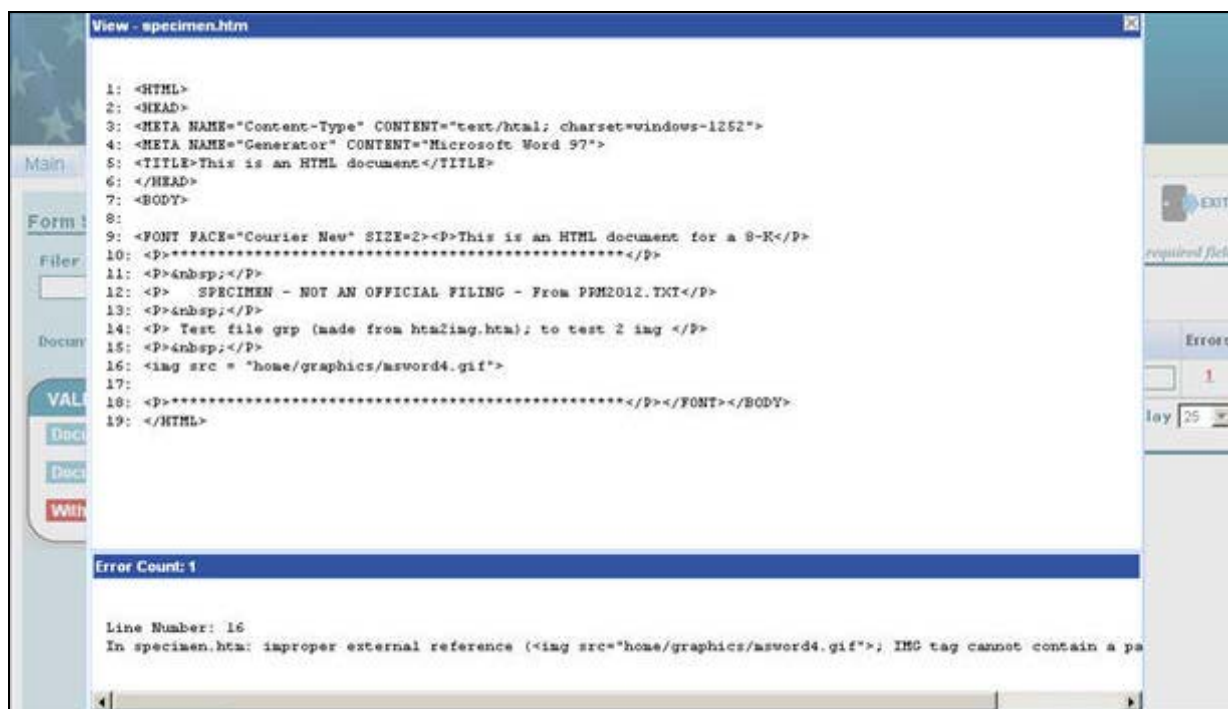 View - specimen.htm
1: <HTML>
2: <HEAD>
3: <META NAME="Content-Type" CONTENT="text/html; charset=windows-1252">
4: <META NAME="Generator" CONTENT="Microsoft Word 97">
5: <TITLE>This is an HTML document</TITLE>
6: </HEAD>
7: <BODY>
8:
9: <FONT FACE="Courier New" SIZE=2><P>This is an HTML document for a 8-K</P>
10: <P>***************************************************</P>
11: <P>&nbsp;</P>
12: <P>   SPECIMEN - NOT AN OFFICIAL FILING - From PRM2012.TXT</P>
13: <P>&nbsp;</P>
14: <P> Test file grp (made from htm2img.htm); to test 2 img </P>
15: <P>&nbsp;</P>
16: <img src = "home/graphics/msword4.gif">
17:
18: <P>***************************************************</P></FONT></BODY>
19: </HTML>
Main
EXIT
Form
Filer
required
Errors
1
25
VAL
Docu
With
Error Count: 1
Line Number: 16
In specimen.htm: improper external reference (<img src="home/graphics/msword4.gif">; IMG tag cannot contain a pa